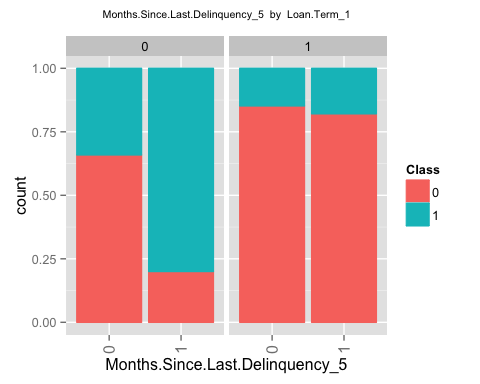 Months.Since.Last.Delinquency_5 by Loan.Term_1
0 1
1.00
0.75
0.50
0.25
0.00
count
0 1 0 1
Months.Since.Last.Delinquency_5
Class
0
1